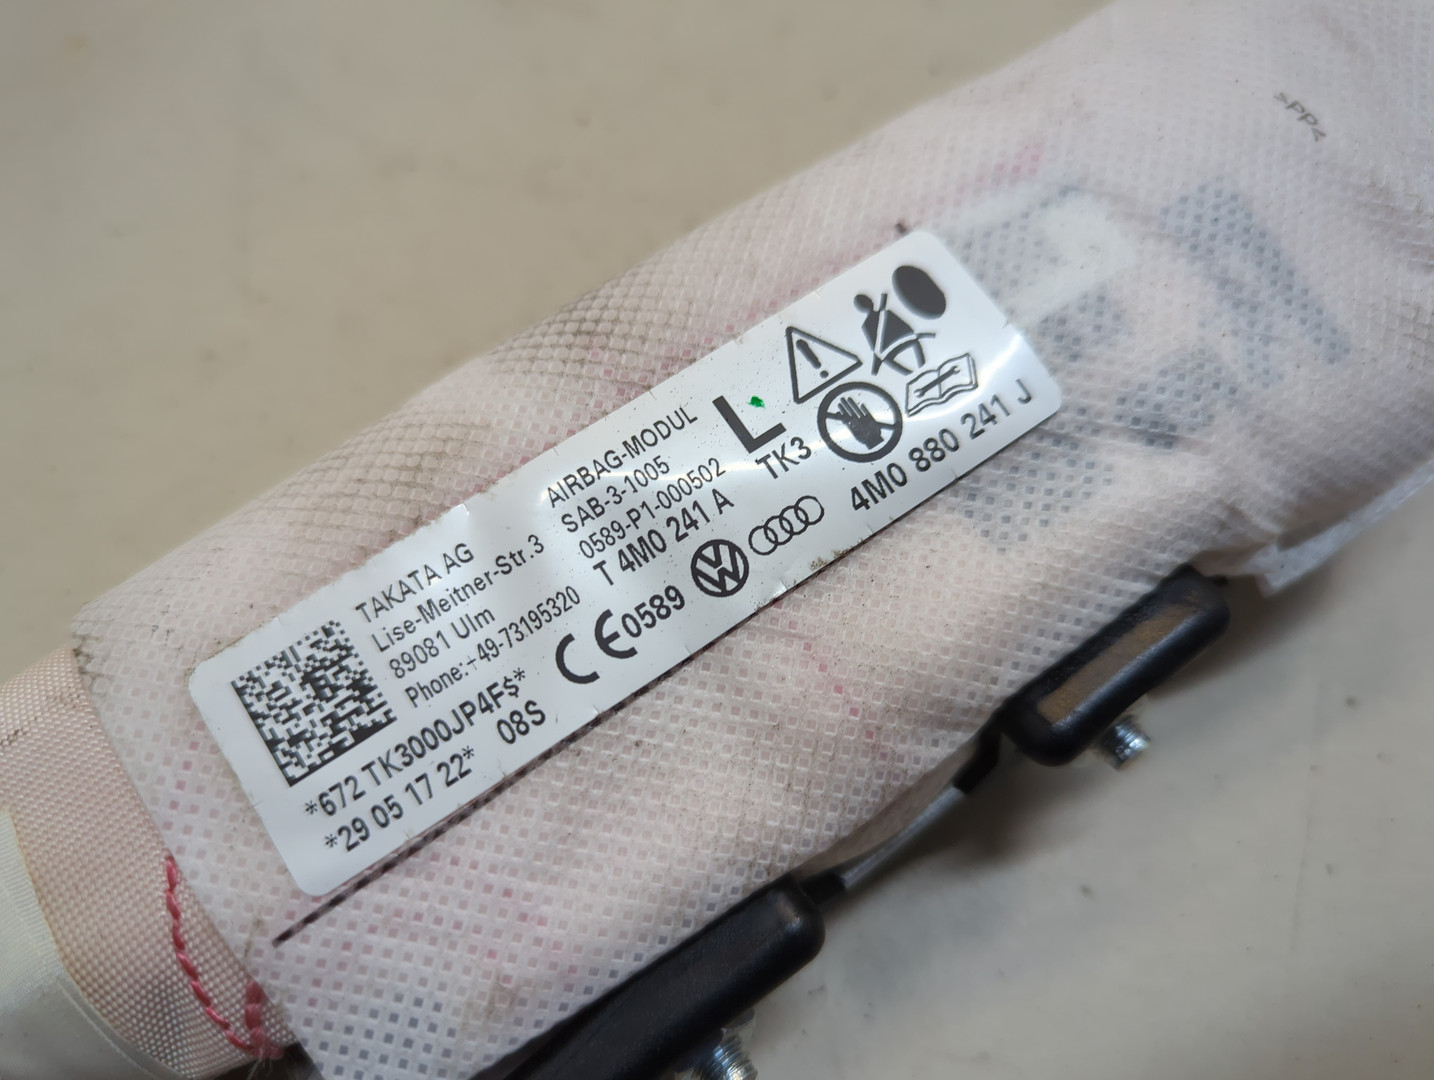 >PP<
TAKATA AG
Lise-Meitner-Str.3
89081 Ulm
Phone:+49-73195320
*672 TK3000JP4F$*
*29 05 17 22* 08S
AIRBAG-MODUL
SAB-3-1005
0589-P1-000502
T 4M0 241 A
CE0589
L
TK3
4M0 880 241 J